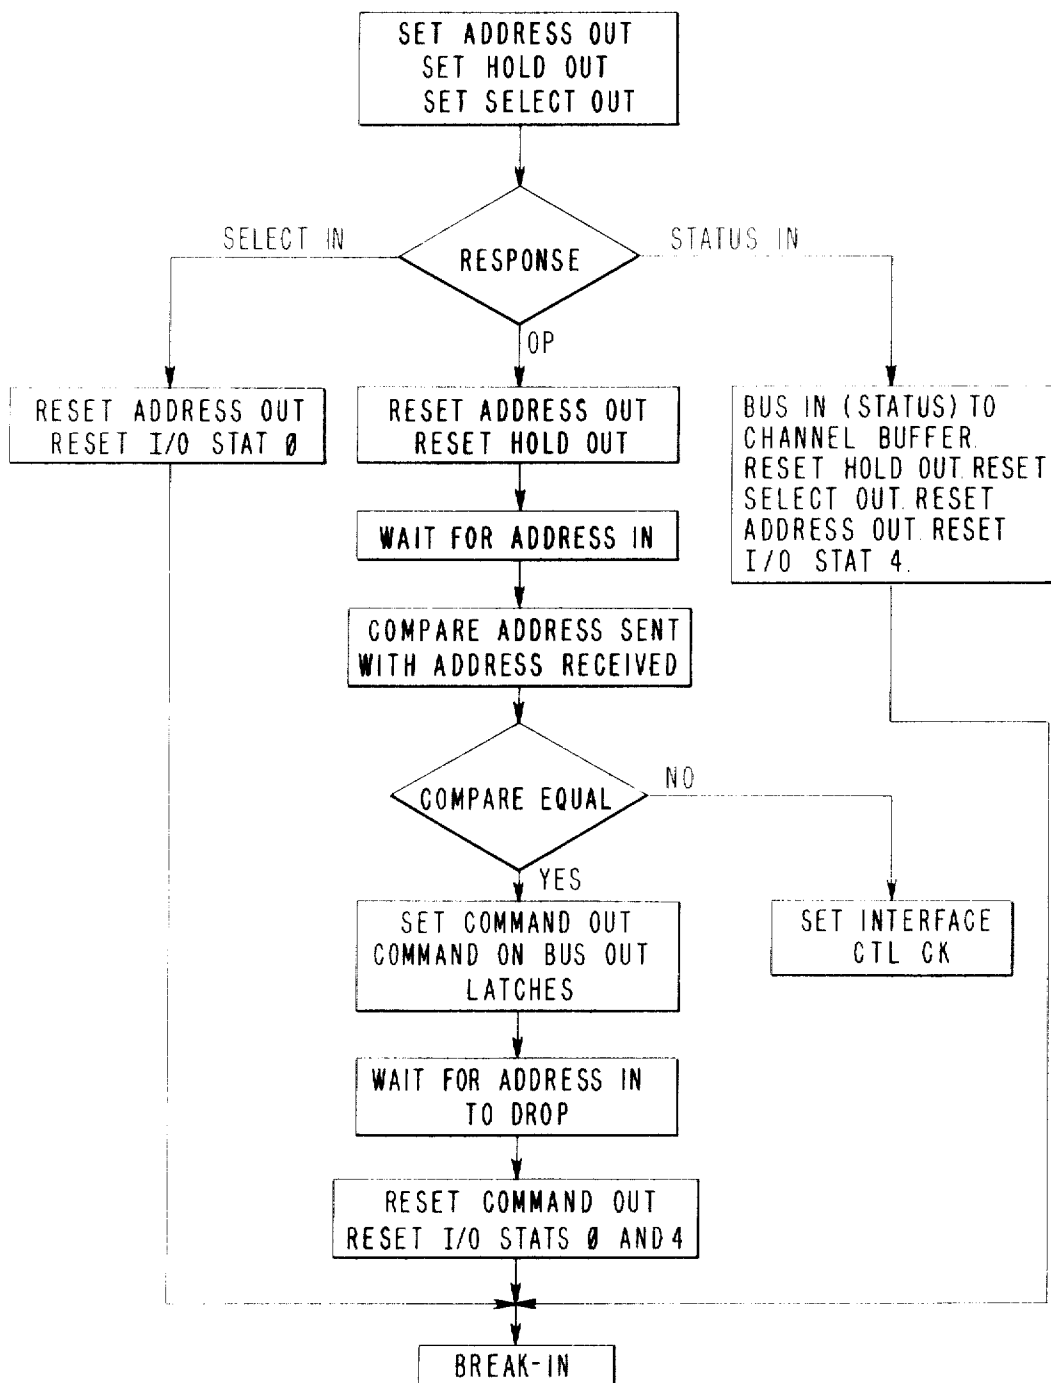 SET ADDRESS OUT
SET HOLD OUT
SET SELECT OUT
SELECT IN
RESPONSE
STATUS IN
OP
RESET ADDRESS OUT
RESET I/O STAT 0
RESET ADDRESS OUT
RESET HOLD OUT
BUS IN (STATUS) TO
CHANNEL BUFFER.
RESET HOLD OUT. RESET
SELECT OUT. RESET
ADDRESS OUT. RESET
I/O STAT 4.
WAIT FOR ADDRESS IN
COMPARE ADDRESS SENT
WITH ADDRESS RECEIVED
COMPARE EQUAL
NO
YES
SET COMMAND OUT
COMMAND ON BUS OUT
LATCHES
SET INTERFACE
CTL CK
WAIT FOR ADDRESS IN
TO DROP
RESET COMMAND OUT
RESET I/O STATS 0 AND 4
BREAK-IN